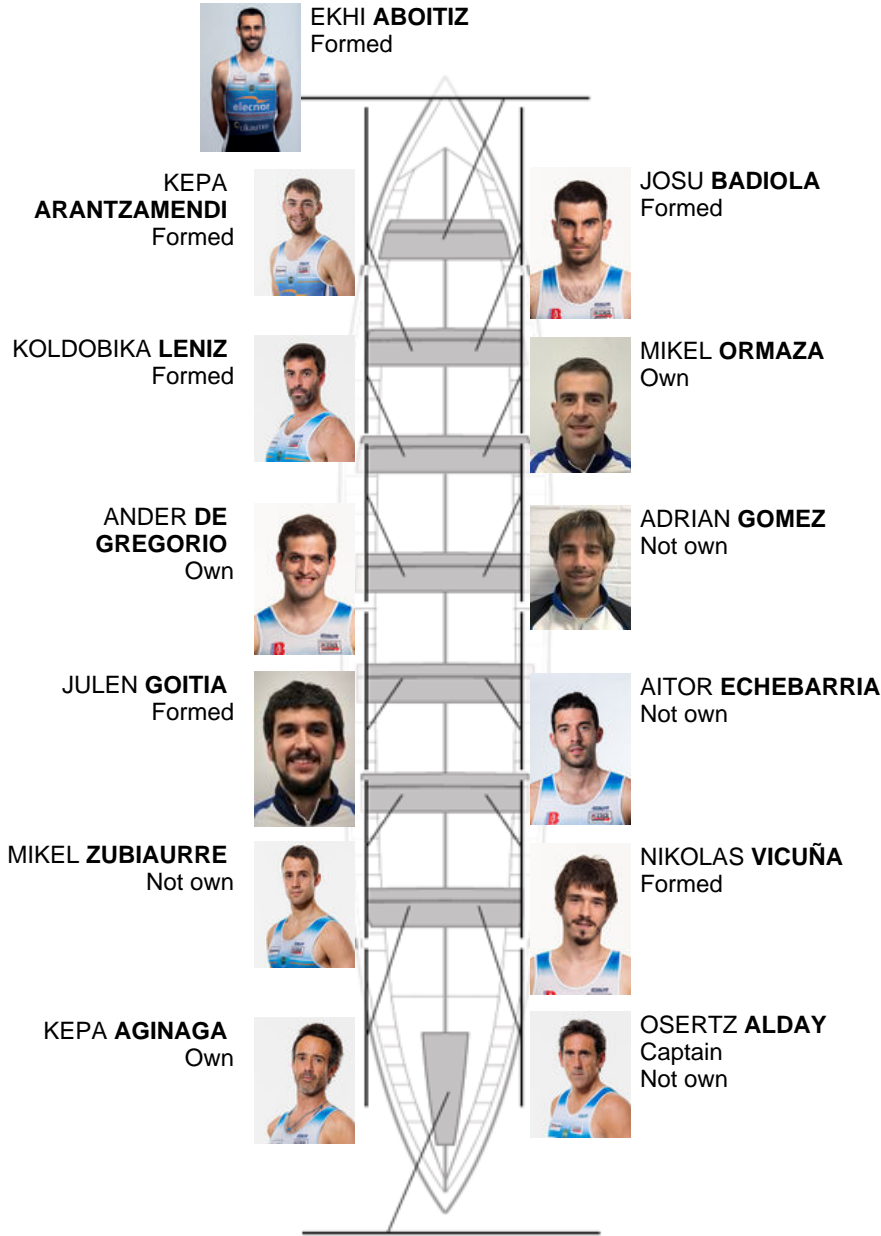 EKHI ABOITIZ
Formed
elecnor
KEPA
ARANTZAMENDI
Formed
JOSU BADIOLA
Formed
KOLDOBIKA LENIZ
Formed
MIKEL ORMAZA
Own
ANDER DE
GREGORIO
Own
ADRIAN GOMEZ
Not own
JULEN GOITIA
Formed
AITOR ECHEBARRIA
Not own
MIKEL ZUBIAURRE
Not own
NIKOLAS VICUÑA
Formed
KEPA AGINAGA
Own
OSERTZ ALDAY
Captain
Not own